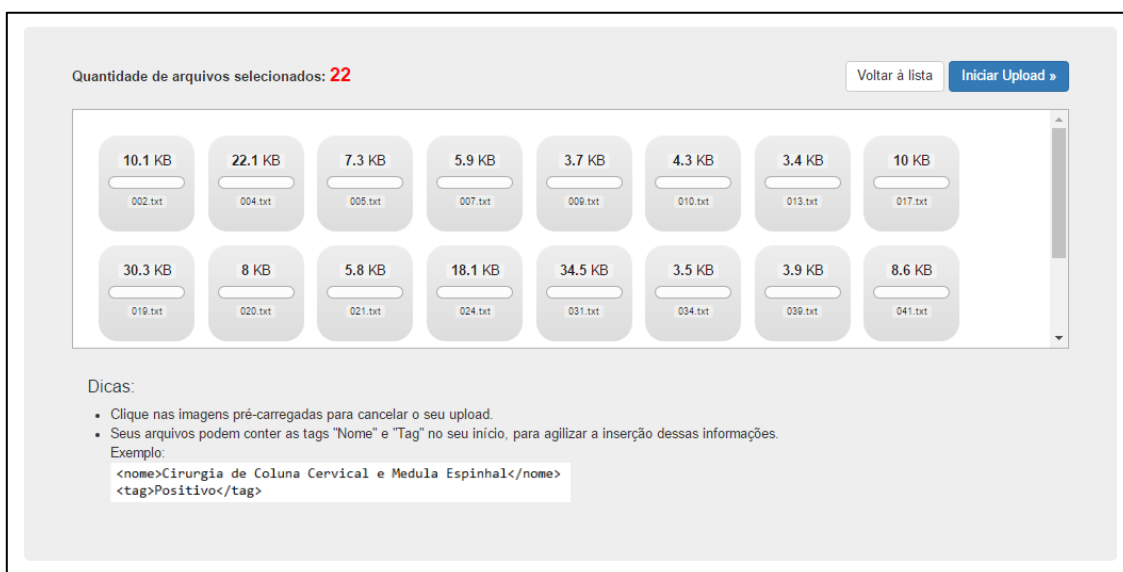 Quantidade de arquivos selecionados: 22
Voltar à lista
Iniciar Upload »
10.1 KB 22.1 KB 7.3 KB 5.9 KB 3.7 KB 4.3 KB 3.4 KB 10 KB
002.txt 004.txt 005.txt 007.txt 009.txt 010.txt 013.txt 017.txt
30.3 KB 8 KB 5.8 KB 18.1 KB 34.5 KB 3.5 KB 3.9 KB 8.6 KB
019.txt 020.txt 021.txt 024.txt 031.txt 034.txt 039.txt 041.txt
Dicas:
• Clique nas imagens pré-carregadas para cancelar o seu upload.
• Seus arquivos podem conter as tags "Nome" e "Tag" no seu início, para agilizar a inserção dessas informações.
Exemplo:
<nome>Cirurgia de Coluna Cervical e Medula Espinhal</nome>
<tag>Positivo</tag>